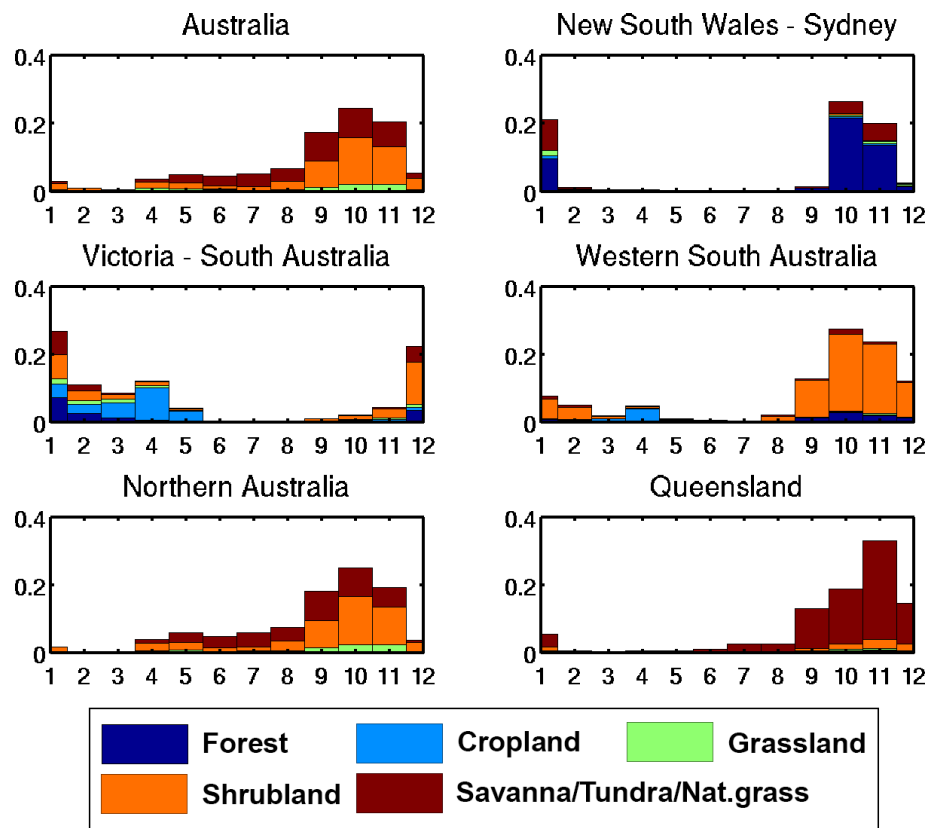 Australia
New South Wales - Sydney
0.4
0.2
0
1 2 3 4 5 6 7 8 9 10 11 12
0.4
0.2
0
1 2 3 4 5 6 7 8 9 10 11 12
Victoria - South Australia
Western South Australia
0.4
0.2
0
1 2 3 4 5 6 7 8 9 10 11 12
0.4
0.2
0
1 2 3 4 5 6 7 8 9 10 11 12
Northern Australia
Queensland
0.4
0.2
0
1 2 3 4 5 6 7 8 9 10 11 12
0.4
0.2
0
1 2 3 4 5 6 7 8 9 10 11 12
Forest
Cropland
Grassland
Shrubland
Savanna/Tundra/Nat.grass